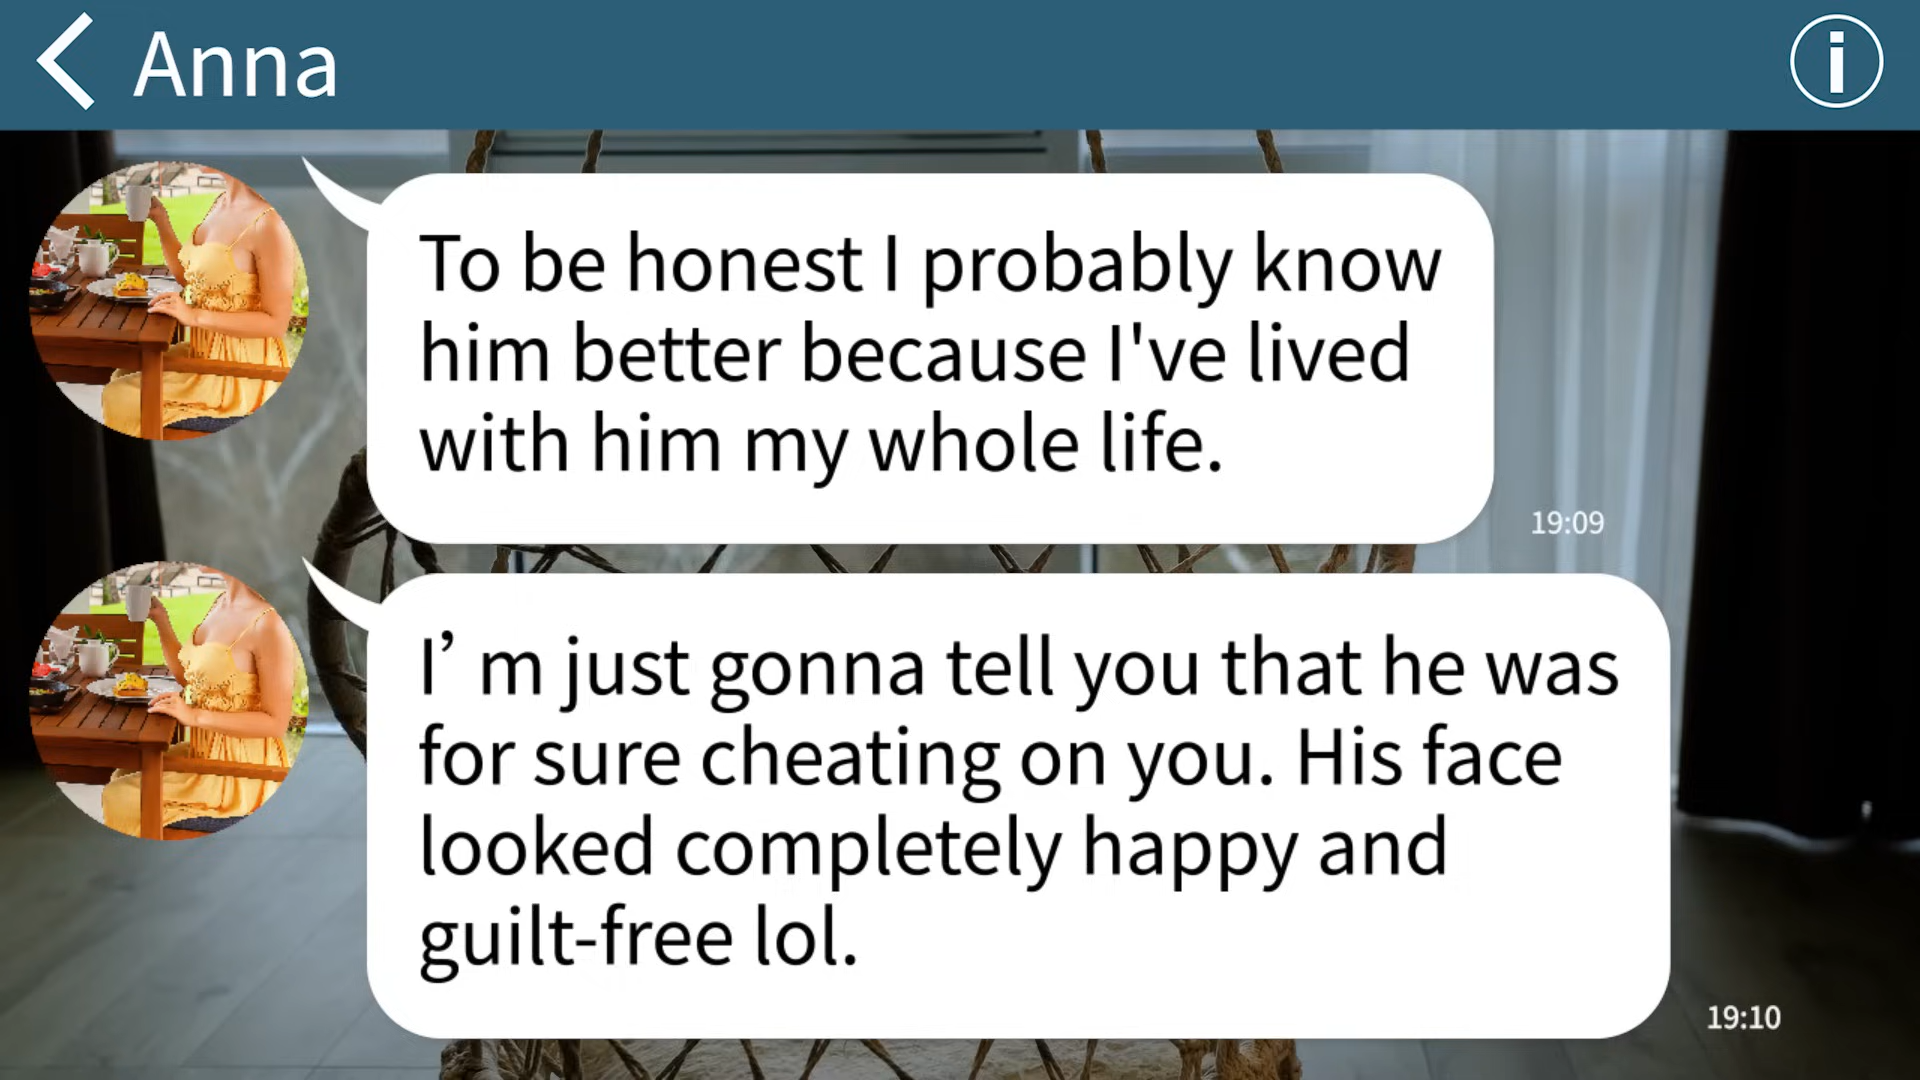 Anna
To be honest I probably know
him better because I've lived
with him my whole life.
19:09
I’m just gonna tell you that he was
for sure cheating on you. His face
looked completely happy and
guilt-free lol.
19:10